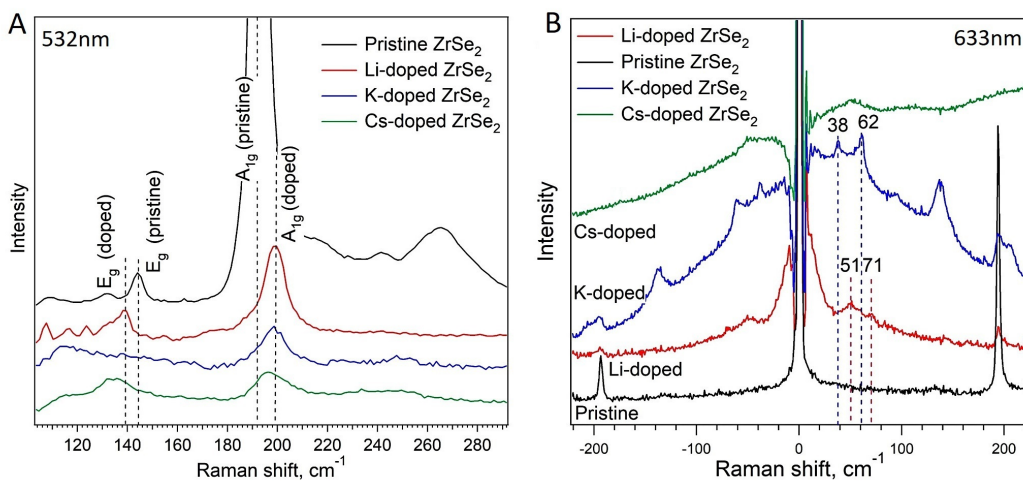 A
532nm
Pristine ZrSe2
Li-doped ZrSe2
K-doped ZrSe2
Cs-doped ZrSe2
Eg (doped)
Eg (pristine)
A1g (pristine)
A1g (doped)
Intensity
120 140 160 180 200 220 240 260 280
Raman shift, cm-1
B
633nm
Li-doped ZrSe2
Pristine ZrSe2
K-doped ZrSe2
Cs-doped ZrSe2
38 62
51 71
Cs-doped
K-doped
Li-doped
Pristine
Intensity
-200 -100 0 100 200
Raman shift, cm-1